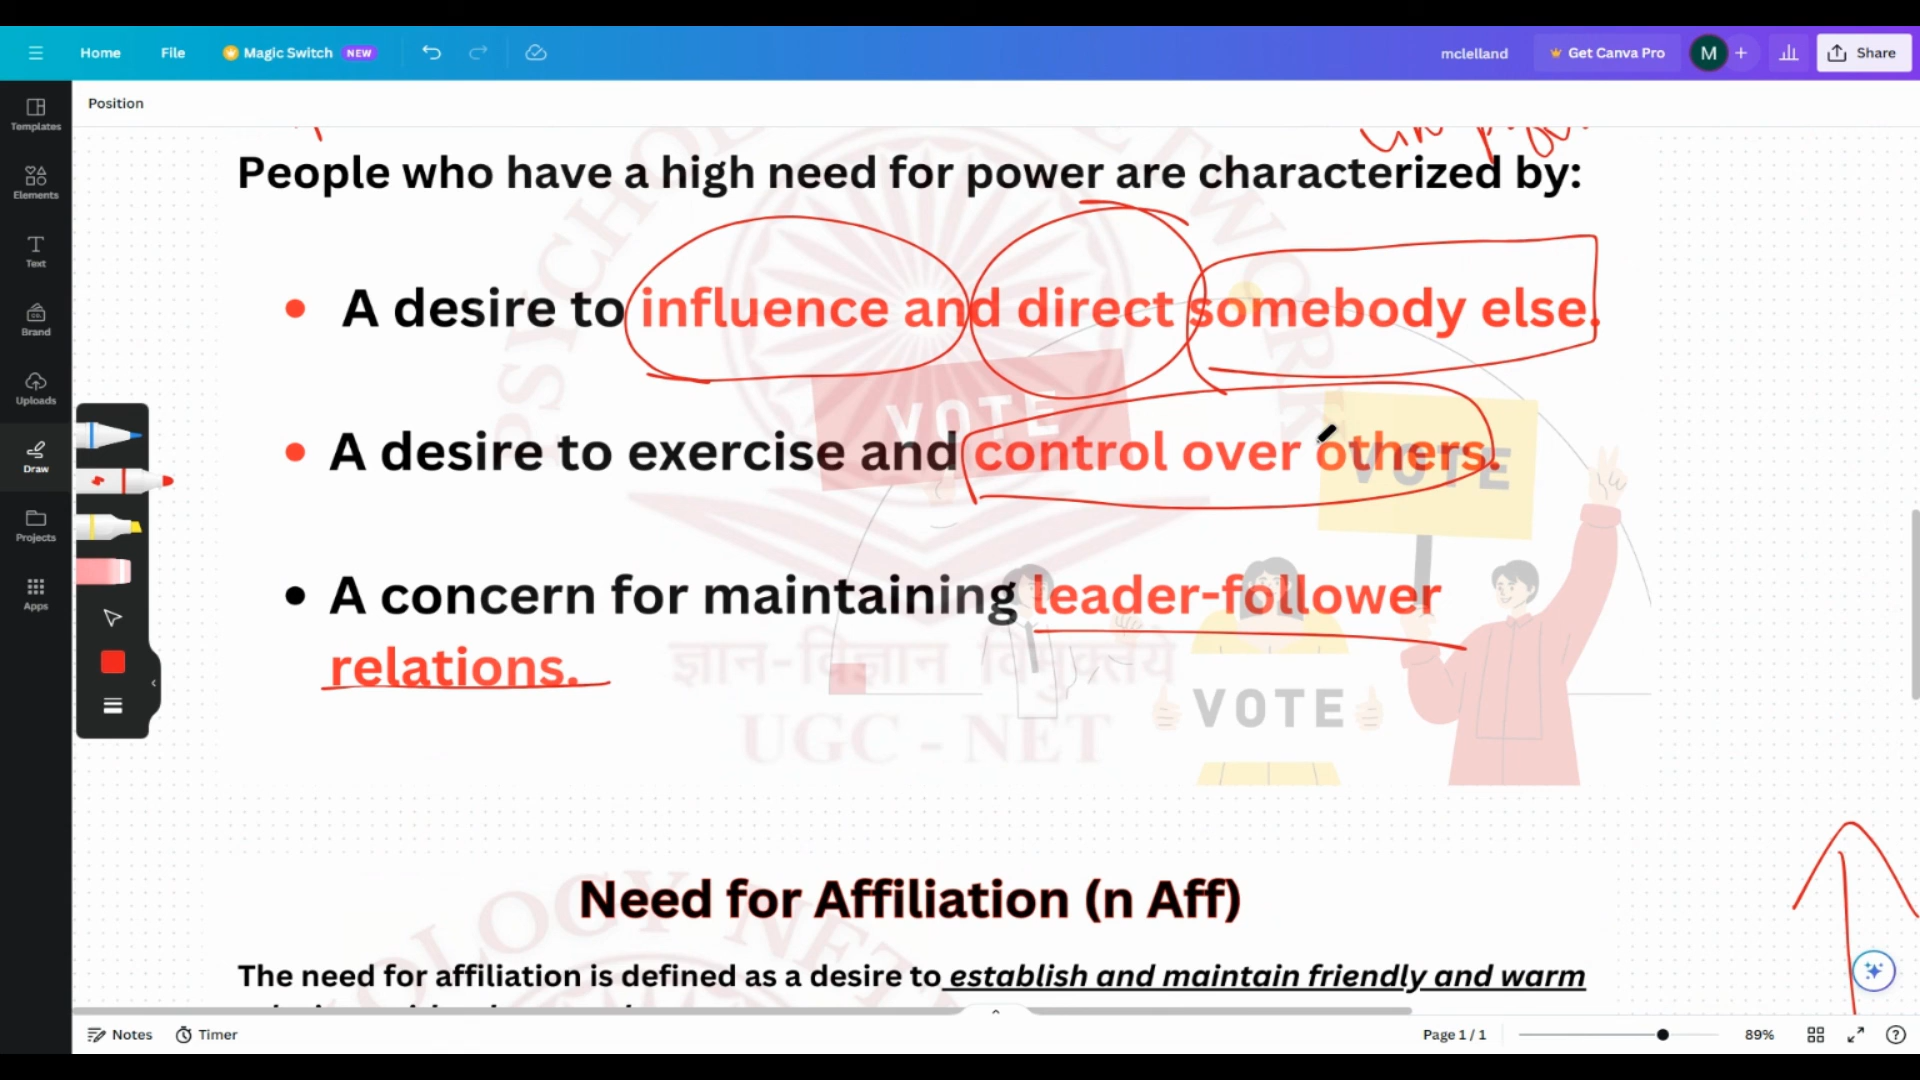 Home File Magic Switch NEW mclelland Get Canva Pro M + Share
Position
Templates
Elements
Text
Brand
Uploads
Draw
Projects
Apps
People who have a high need for power are characterized by:
• A desire to influence and direct somebody else.
VOTE
• A desire to exercise and control over others.
VOTE
• A concern for maintaining leader-follower
relations.
ज्ञान-विज्ञान विमुक्तये
VOTE
UGC - NET
PSYCHOLOGY NETWORK
Need for Affiliation (n Aff)
The need for affiliation is defined as a desire to establish and maintain friendly and warm
Notes Timer Page 1 / 1 89%